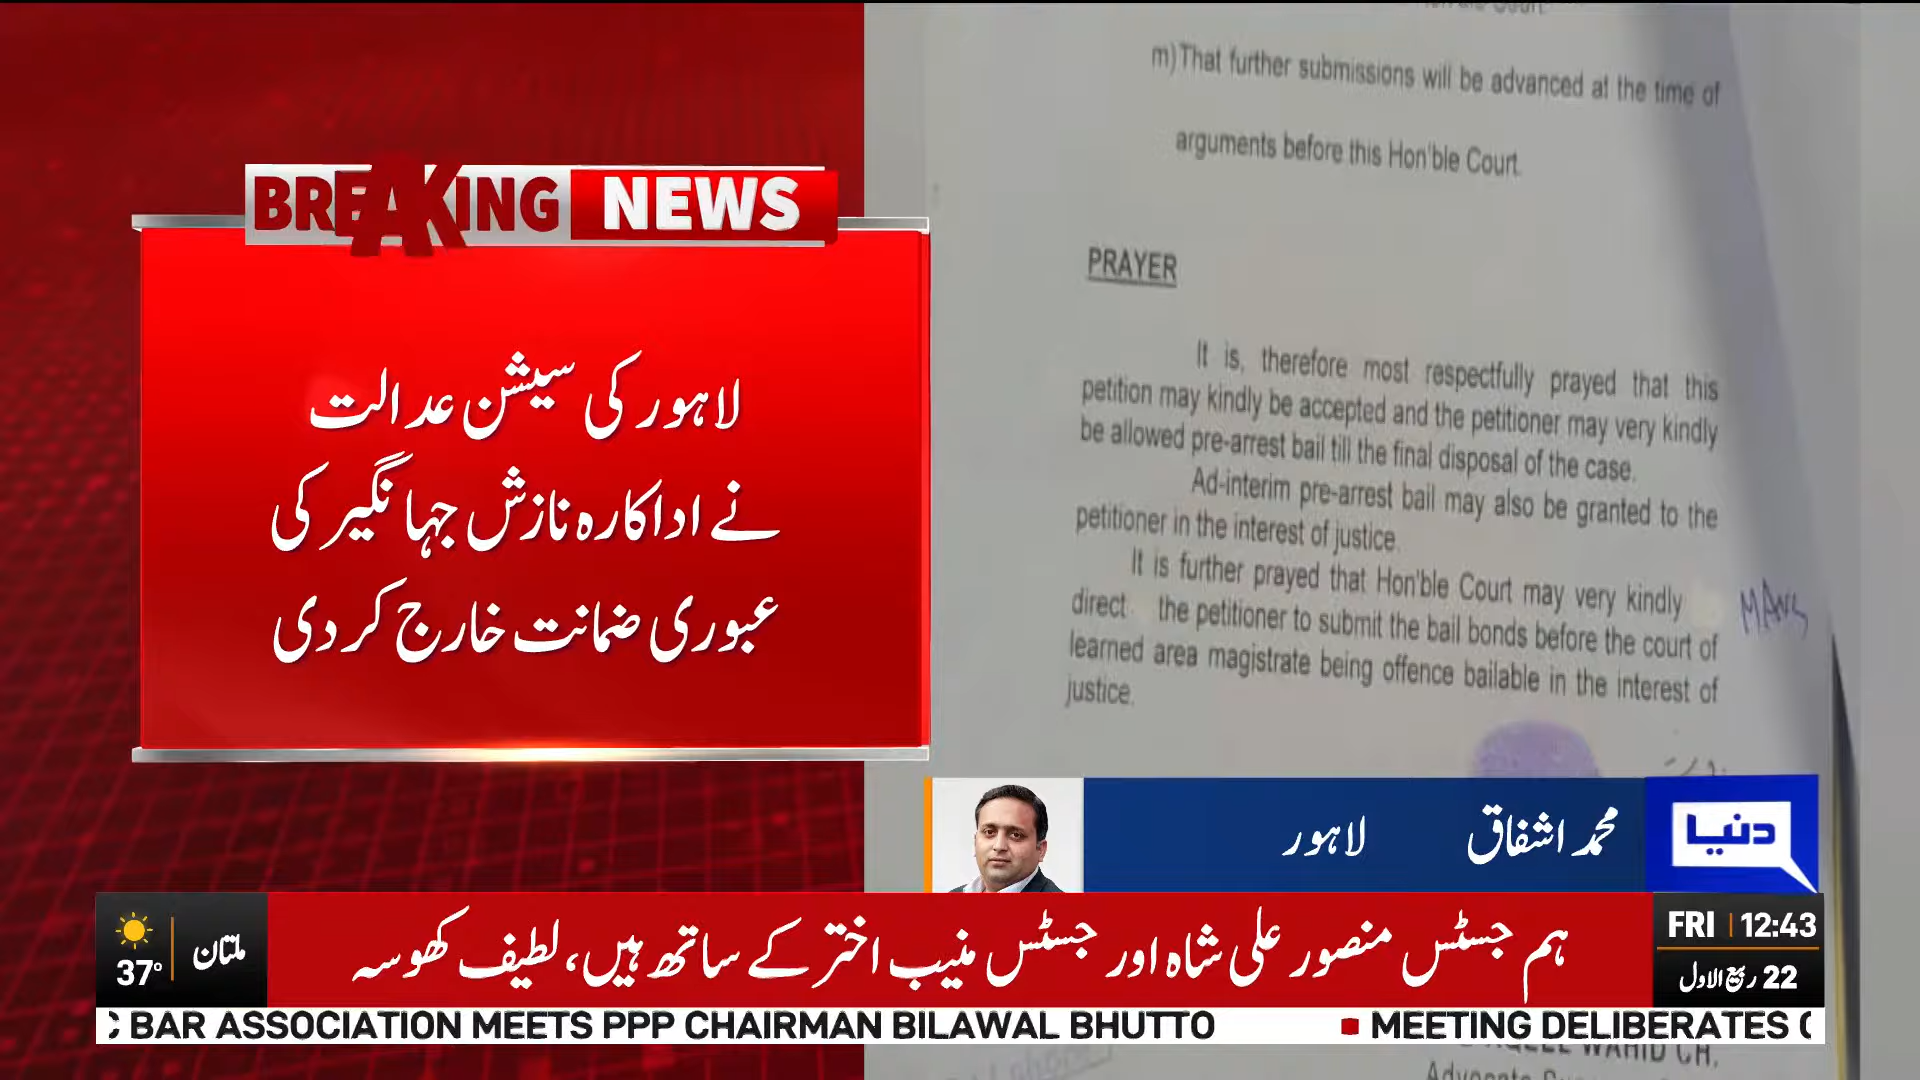 m) That further submissions will be advanced at the time of
arguments before this Hon'ble Court.
PRAYER
It is, therefore most respectfully prayed that this
petition may kindly be accepted and the petitioner may very kindly
be allowed pre-arrest bail till the final disposal of the case.
Ad-interim pre-arrest bail may also be granted to the
petitioner in the interest of justice.
It is further prayed that Hon'ble Court may very kindly
direct the petitioner to submit the bail bonds before the court of
learned area magistrate being offence bailable in the interest of
justice.
BREAKING NEWS
لاہور کی سیشن عدالت
نے اداکارہ نازش جہانگیر کی
عبوری ضمانت خارج کر دی
محمد اشفاق لاہور
دنیا
ہم جسٹس منصور علی شاہ اور جسٹس منیب اختر کے ساتھ ہیں، لطیف کھوسہ
ملتان
37°
FRI 12:43
22 ربیع الاول
BAR ASSOCIATION MEETS PPP CHAIRMAN BILAWAL BHUTTO ■ MEETING DELIBERATES